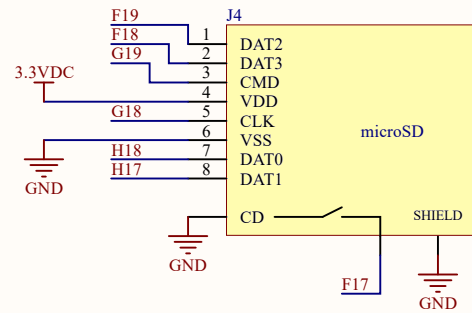 F19 J4
F18 1 DAT2
G19 2 DAT3
3 CMD
3.3VDC 4 VDD
G18 5 CLK
6 VSS microSD
H18 7 DAT0
GND H17 8 DAT1
CD SHIELD
GND
F17
GND